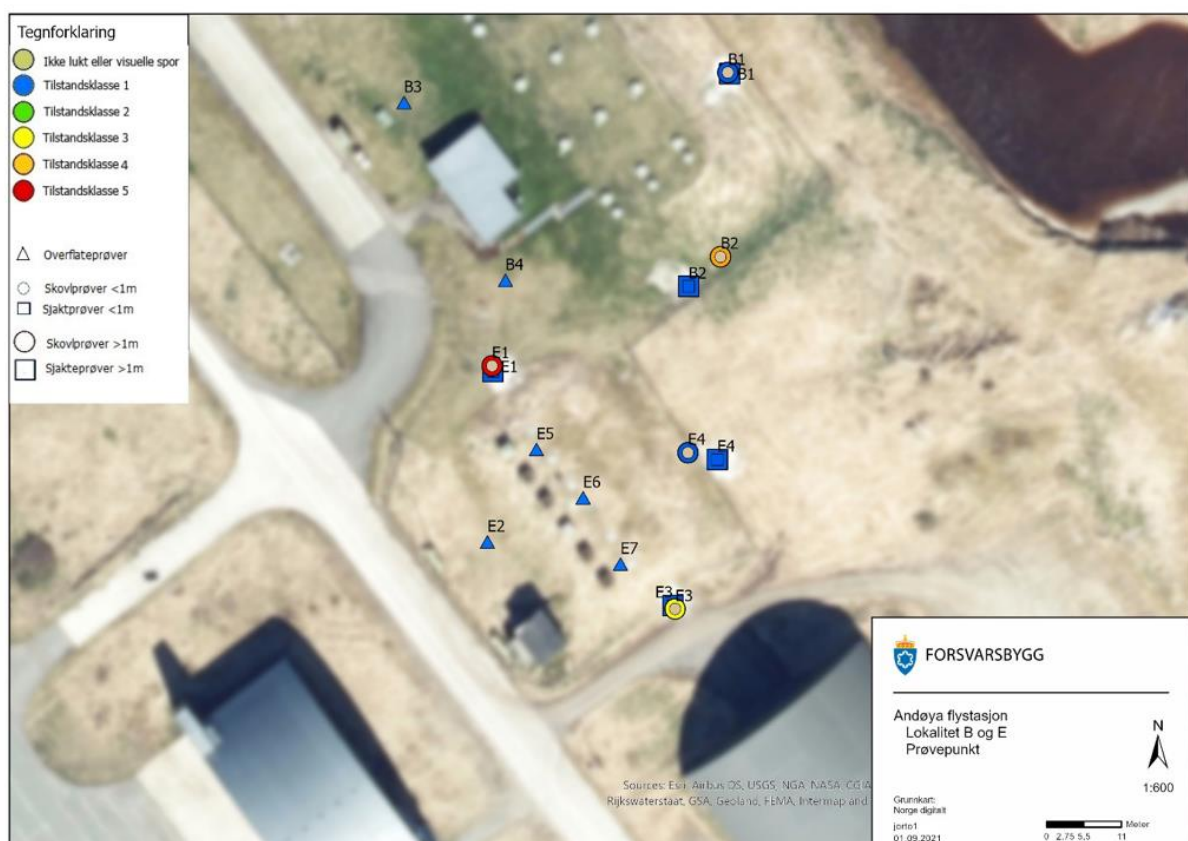 Tegnforklaring
Ikke lukt eller visuelle spor
Tilstandsklasse 1
Tilstandsklasse 2
Tilstandsklasse 3
Tilstandsklasse 4
Tilstandsklasse 5
Overflateprøver
Skovlprøver <1m
Sjaktprøver <1m
Skovlprøver >1m
Sjakteprøver >1m
B1
B1
B3
B2
B2
B4
E1
E1
E5
E4
E4
E6
E2
E7
E3
E3
Sources: Esri, Airbus DS, USGS, NGA, NASA, CGIA
Rijkswaterstaat, GSA, Geoland, FEMA, Intermap and
FORSVARSBYGG
Andøya flystasjon
Lokalitet B og E
Prøvepunkt
N
1:600
Grunnkart:
Norge digitalt
jorto1
01.09.2021
Meter
0 2.75 5,5 11